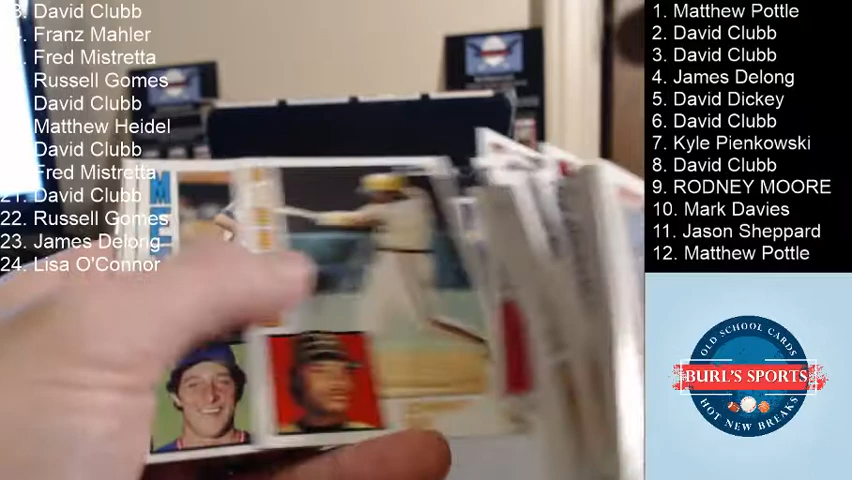 David Clubb
Franz Mahler
Fred Mistretta
Russell Gomes
David Clubb
Matthew Heidel
David Clubb
Fred Mistretta
21. David Clubb
22. Russell Gomes
23. James Delong
24. Lisa O'Connor
1. Matthew Pottle
2. David Clubb
3. David Clubb
4. James Delong
5. David Dickey
6. David Clubb
7. Kyle Pienkowski
8. David Clubb
9. RODNEY MOORE
10. Mark Davies
11. Jason Sheppard
12. Matthew Pottle
OLD SCHOOL CARDS
BURL'S SPORTS
HOT NEW BREAKS